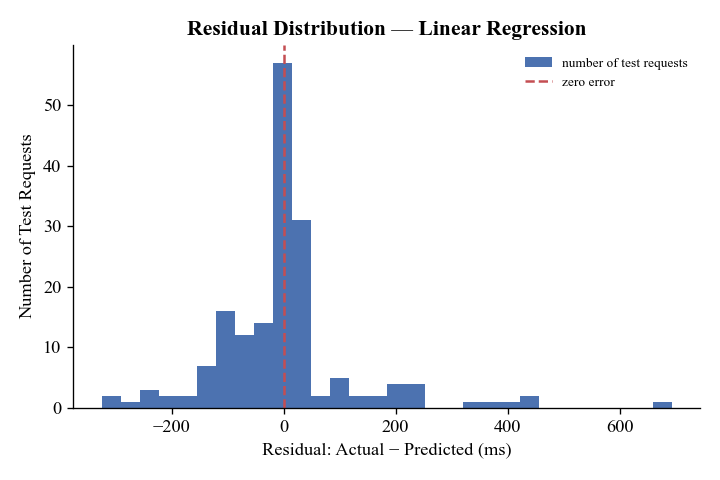 Residual Distribution — Linear Regression
number of test requests
zero error
Number of Test Requests
50
40
30
20
10
0
−200
0
200
400
600
Residual: Actual − Predicted (ms)